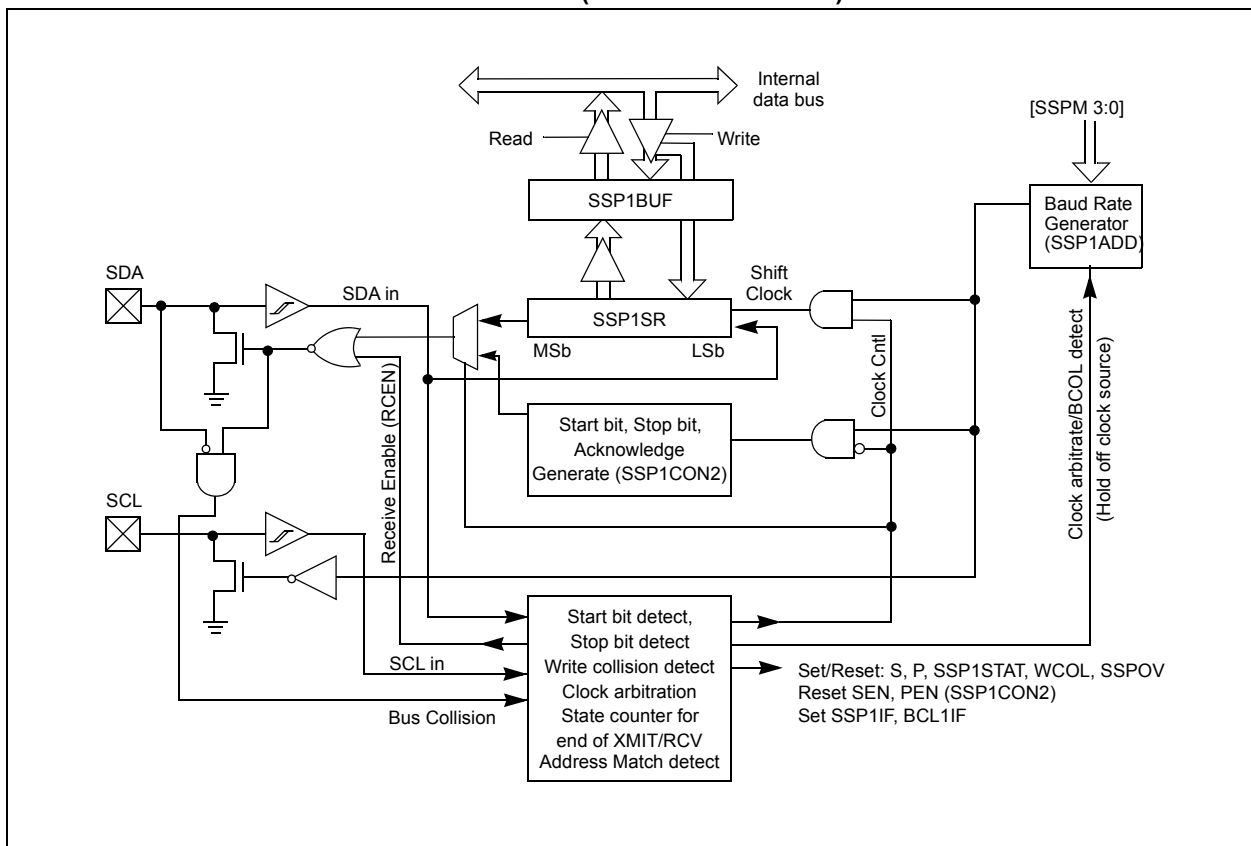 Internal
data bus
[SSPM 3:0]
Read
Write
SSP1BUF
Baud Rate
Generator
(SSP1ADD)
SDA
Shift
Clock
SDA in
SSP1SR
MSb
LSb
Clock Cntl
Receive Enable (RCEN)
Start bit, Stop bit,
Acknowledge
Generate (SSP1CON2)
Clock arbitrate/BCOL detect
(Hold off clock source)
SCL
Start bit detect,
Stop bit detect
Write collision detect
Clock arbitration
State counter for
end of XMIT/RCV
Address Match detect
SCL in
Bus Collision
Set/Reset: S, P, SSP1STAT, WCOL, SSPOV
Reset SEN, PEN (SSP1CON2)
Set SSP1IF, BCL1IF